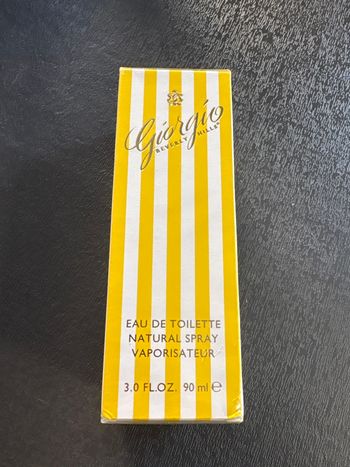 Giorgio
BEVERLY HILLS
EAU DE TOILETTE
NATURAL SPRAY
VAPORISATEUR
3.0 FL.OZ. 90 ml ℮